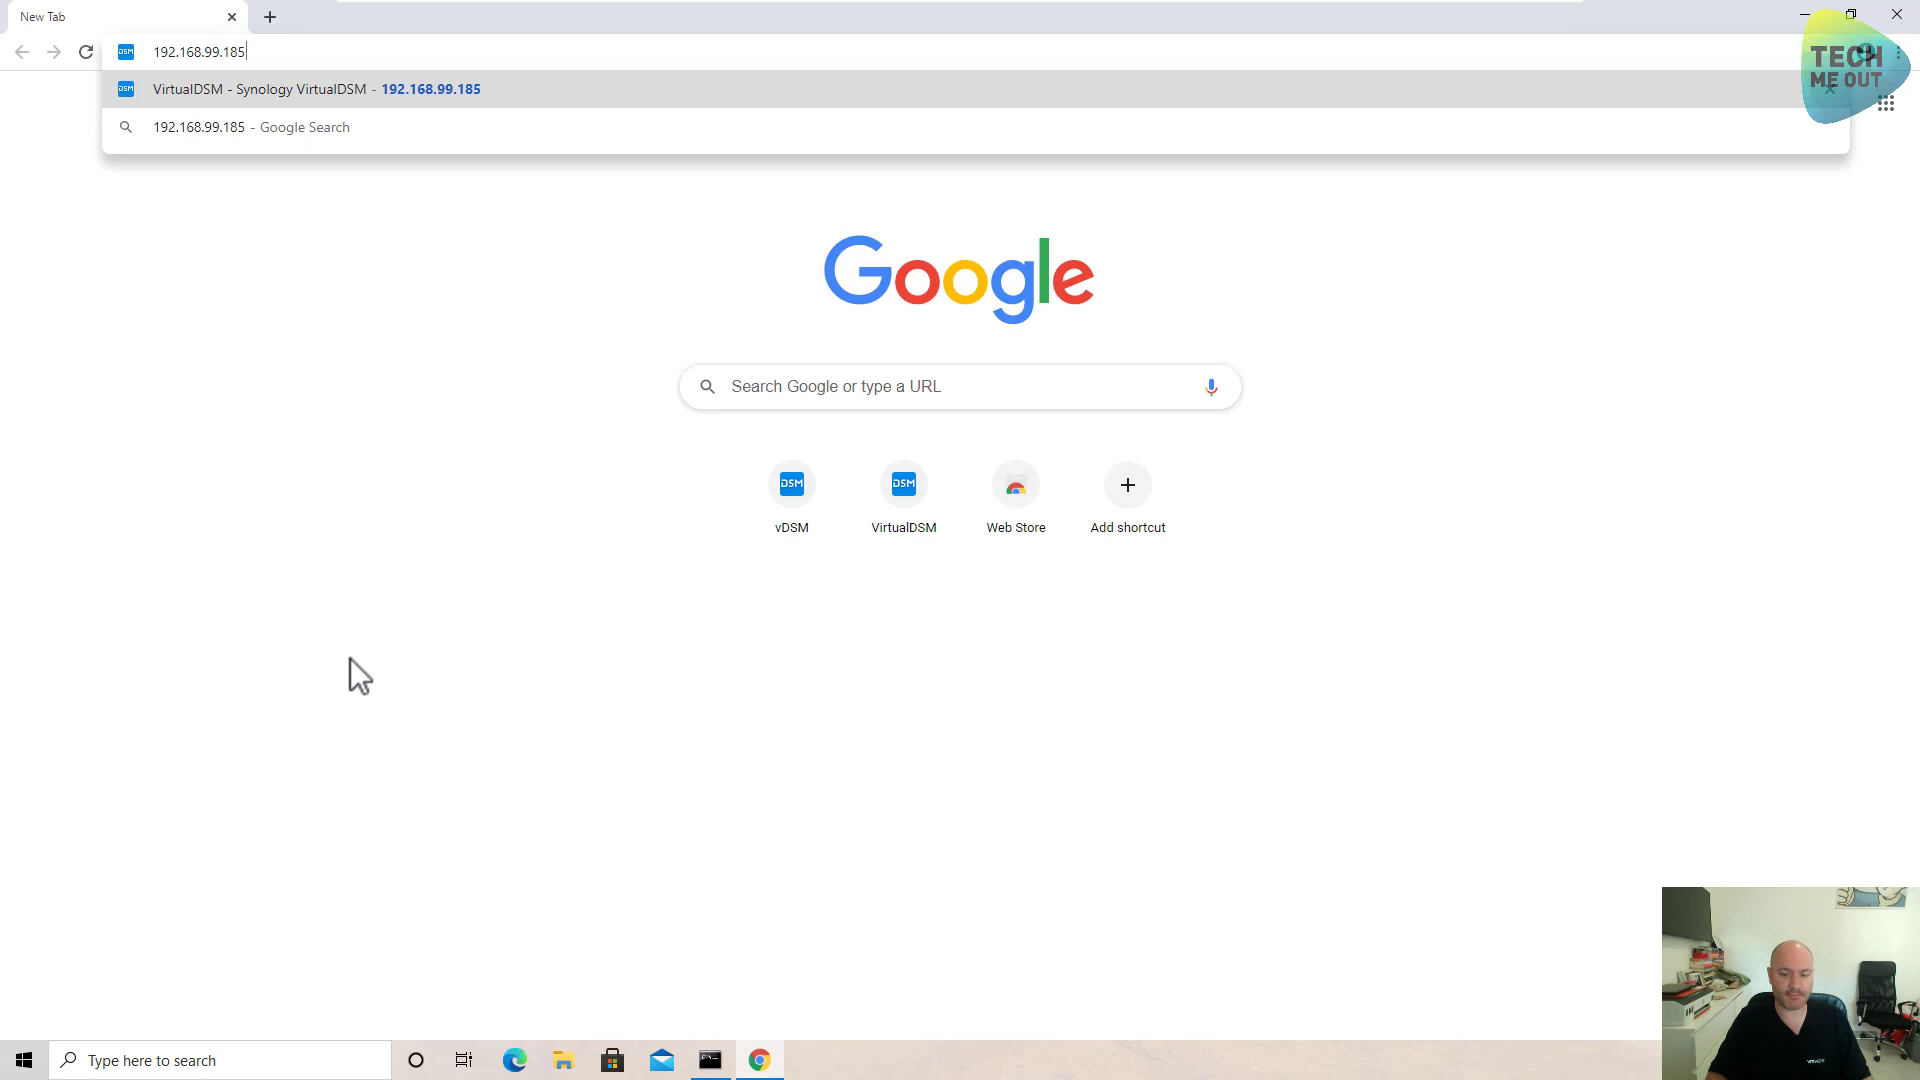 New Tab
DSM 192.168.99.185
DSM VirtualDSM - Synology VirtualDSM - 192.168.99.185
192.168.99.185 - Google Search
TECH
ME OUT
Google
Search Google or type a URL
DSM
DSM
vDSM
VirtualDSM
Web Store
Add shortcut
Type here to search